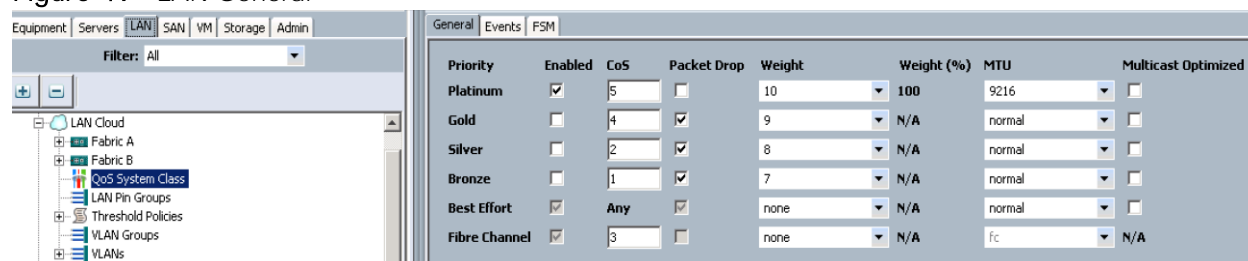 Equipment Servers LAN SAN VM Storage Admin
Filter: All
LAN Cloud
Fabric A
Fabric B
QoS System Class
LAN Pin Groups
Threshold Policies
VLAN Groups
VLANs
General Events FSM
Priority Enabled CoS Packet Drop Weight Weight (%) MTU Multicast Optimized
Platinum 5 10 100 9216
Gold 4 9 N/A normal
Silver 2 8 N/A normal
Bronze 1 7 N/A normal
Best Effort Any none N/A normal
Fibre Channel 3 none N/A fc N/A